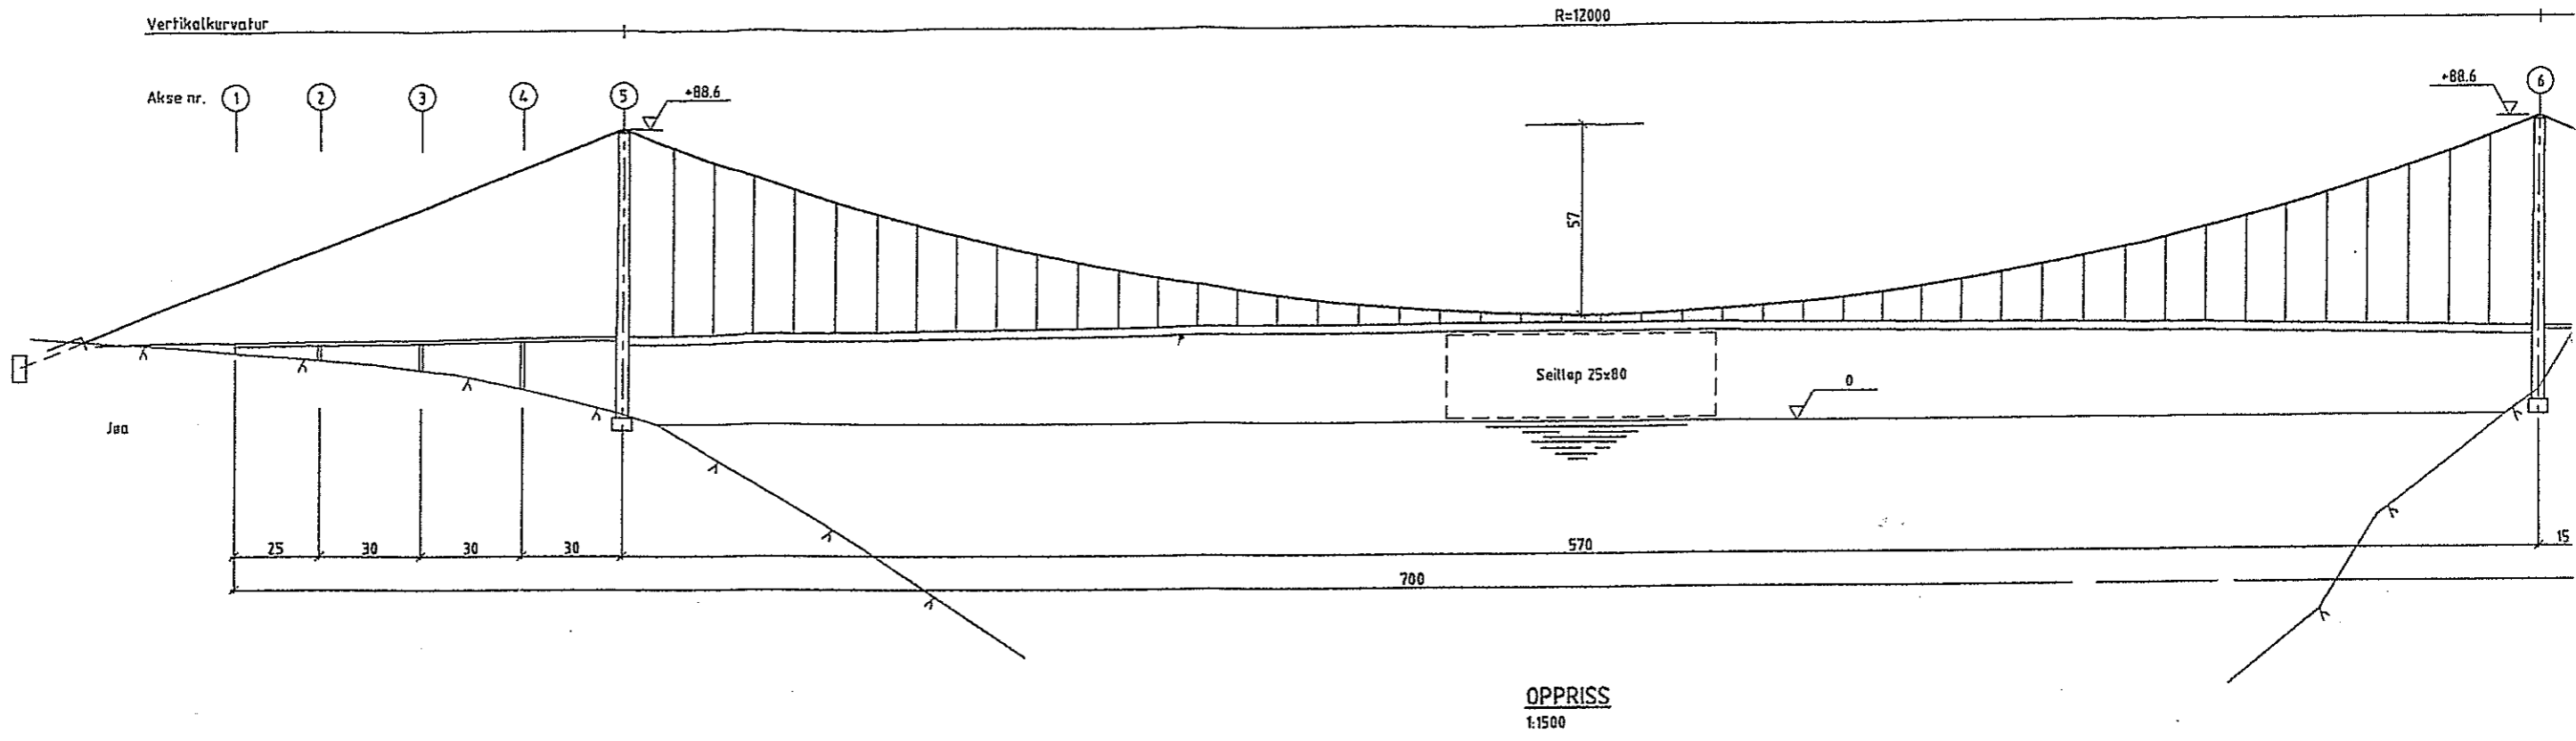 Vertikalkurvatur
R=12000
Akse nr. 1 2 3 4 5 6
+88.6
+88.6
57
Seilløp 25x80
0
Jøa
25 30 30 30 570 15
700
OPPRISS
1:1500